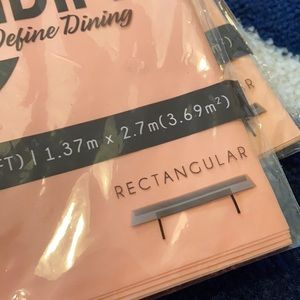 Define Dining
FT) | 1.37m x 2.7m(3.69m²)
RECTANGULAR